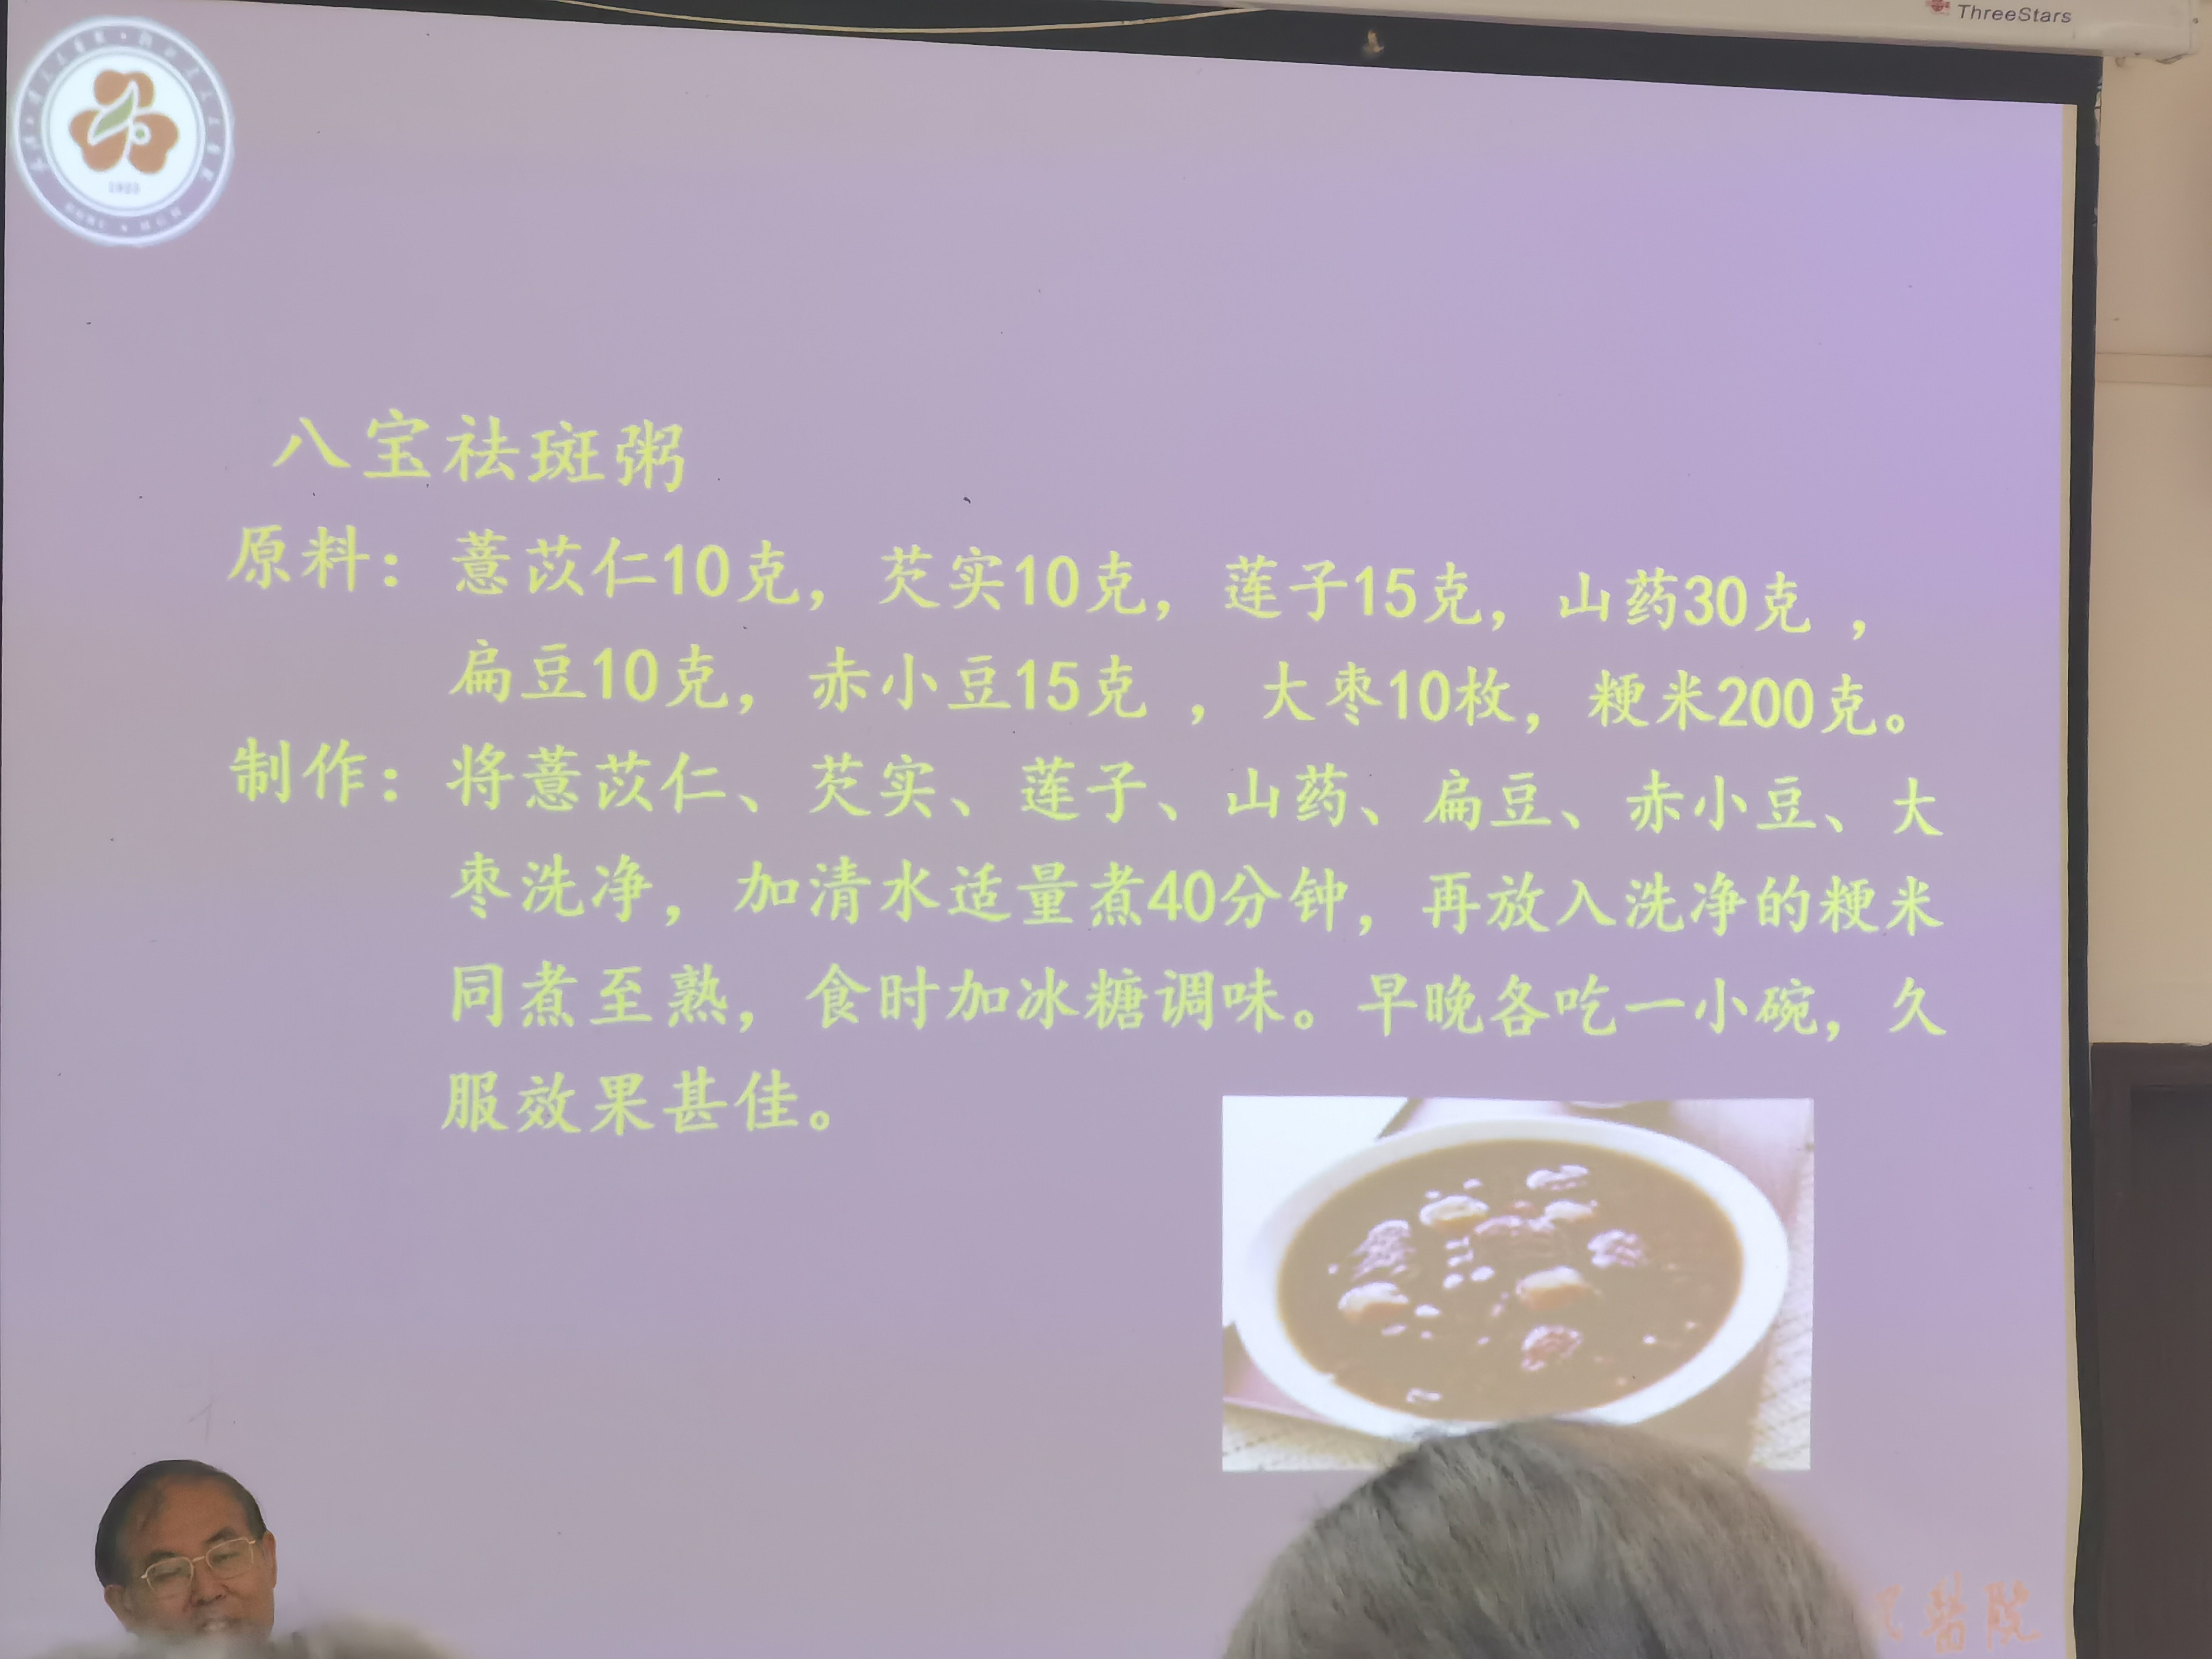 ThreeStars
1923
八宝祛斑粥
原料：薏苡仁10克，芡实10克，莲子15克，山药30克 ，
扁豆10克，赤小豆15克 ，大枣10枚，粳米200克。
制作：将薏苡仁、芡实、莲子、山药、扁豆、赤小豆、大
枣洗净，加清水适量煮40分钟，再放入洗净的粳米
同煮至熟，食时加冰糖调味。早晚各吃一小碗，久
服效果甚佳。
醫院